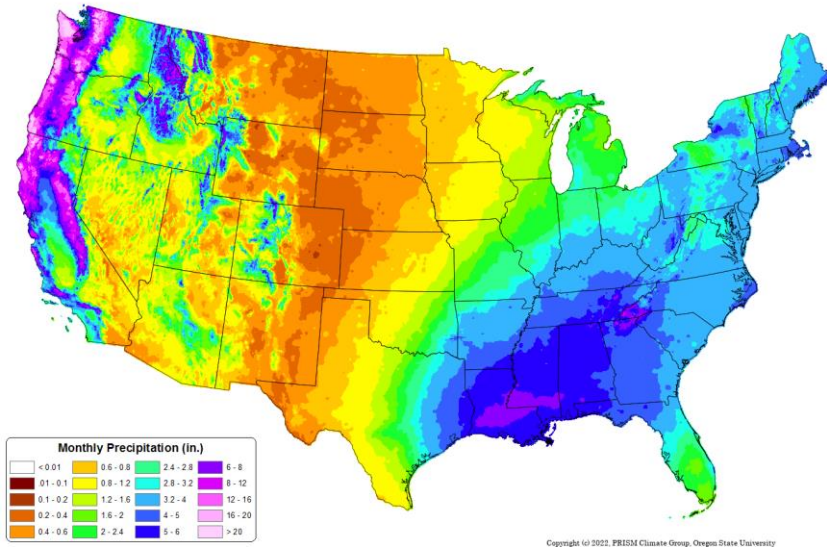 Monthly Precipitation (in.)
< 0.01 0.6 - 0.8 2.4 - 2.8 6 - 8
.01 - 0.1 0.8 - 1.2 2.8 - 3.2 8 - 12
0.1 - 0.2 1.2 - 1.6 3.2 - 4 12 - 16
0.2 - 0.4 1.6 - 2 4 - 5 16 - 20
0.4 - 0.6 2 - 2.4 5 - 6 > 20
Copyright (c) 2022, PRISM Climate Group, Oregon State University